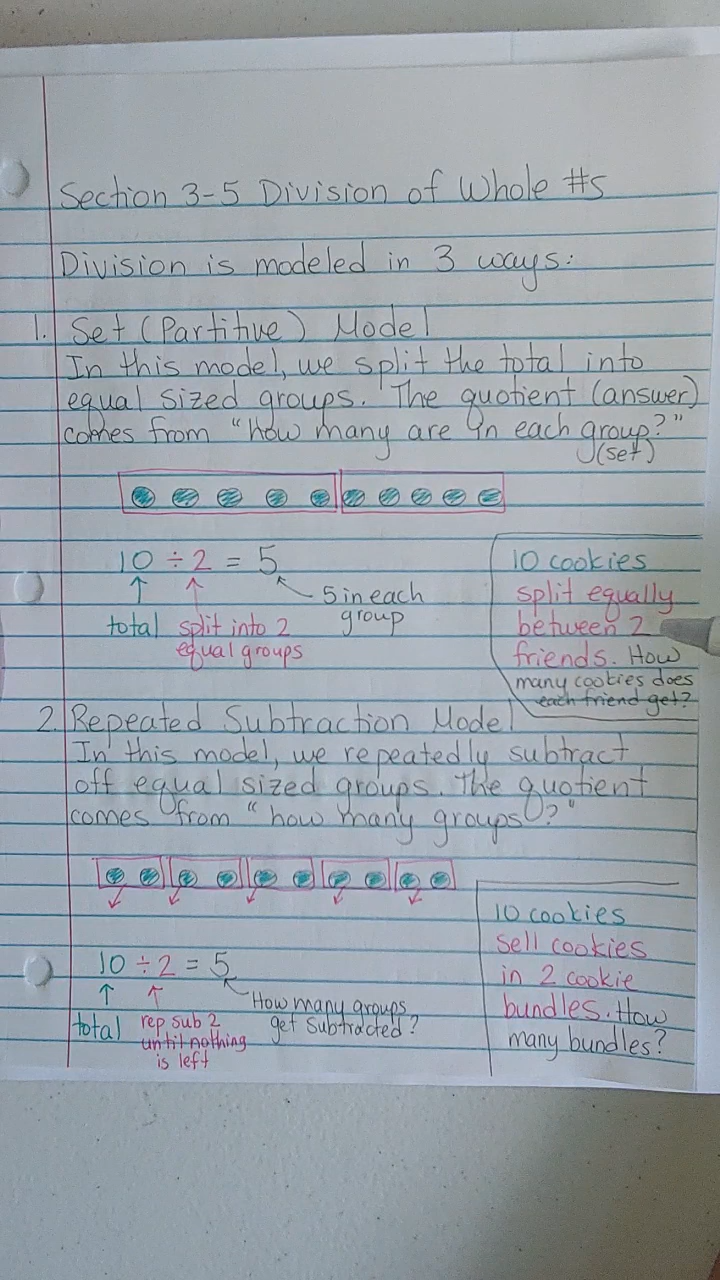 Section 3-5 Division of Whole #s
Division is modeled in 3 ways:
1. Set (Partitive) Model
In this model, we split the total into
equal sized groups. The quotient (answer)
comes from "how many are in each group?"
(set)
10 ÷ 2 = 5
5 in each
group
total
split into 2
equal groups
10 cookies
split equally
between 2
friends. How
many cookies does
each friend get?
2. Repeated Subtraction Model
In this model, we repeatedly subtract
off equal sized groups. The quotient
comes from "how many groups?"
10 ÷ 2 = 5
How many groups
get subtracted?
total
rep sub 2
until nothing
is left
10 cookies
sell cookies
in 2 cookie
bundles. How
many bundles?